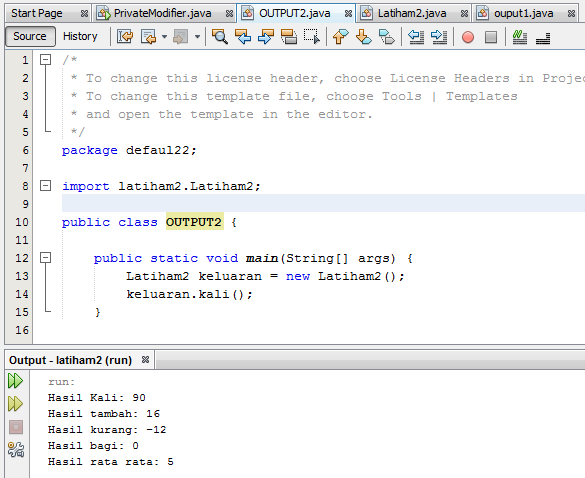 Start Page PrivateModifier.java OUTPUT2.java Latiham2.java ouput1.java
Source History
1 /*
2 * To change this license header, choose License Headers in Projec
3 * To change this template file, choose Tools | Templates
4 * and open the template in the editor.
5 */
6 package defaul22;
7
8 import latiham2.Latiham2;
9
10 public class OUTPUT2 {
11
12 public static void main(String[] args) {
13 Latiham2 keluaran = new Latiham2();
14 keluaran.kali();
15 }
16
Output - latiham2 (run)
run:
Hasil Kali: 90
Hasil tambah: 16
Hasil kurang: -12
Hasil bagi: 0
Hasil rata rata: 5